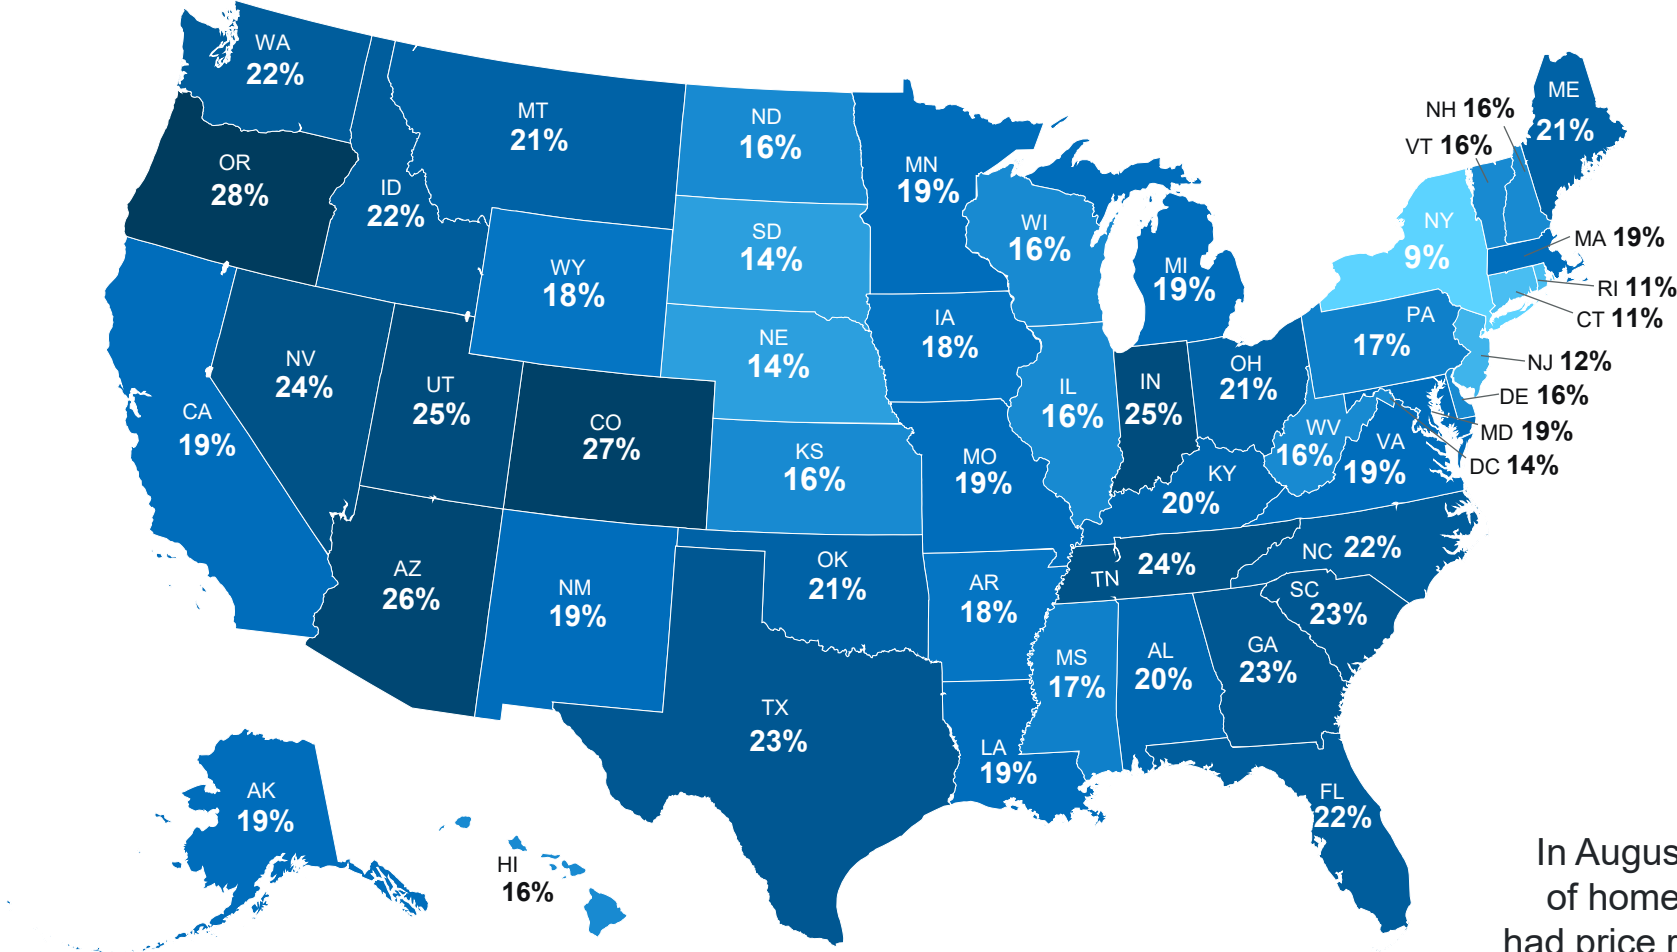 WA
22%
OR
28%
MT
21%
ID
22%
ND
16%
MN
19%
SD
14%
WY
18%
WI
16%
MI
19%
NH 16%
VT 16%
ME
21%
NY
9%
MA 19%
RI 11%
CT 11%
NV
24%
UT
25%
CA
19%
CO
27%
NE
14%
IA
18%
KS
16%
MO
19%
IL
16%
IN
25%
OH
21%
PA
17%
NJ 12%
DE 16%
MD 19%
DC 14%
WV
16%
VA
19%
KY
20%
AZ
26%
NM
19%
OK
21%
AR
18%
TN 24%
NC 22%
SC
23%
TX
23%
LA
19%
MS
17%
AL
20%
GA
23%
FL
22%
AK
19%
HI
16%
In Augus
of home
had price